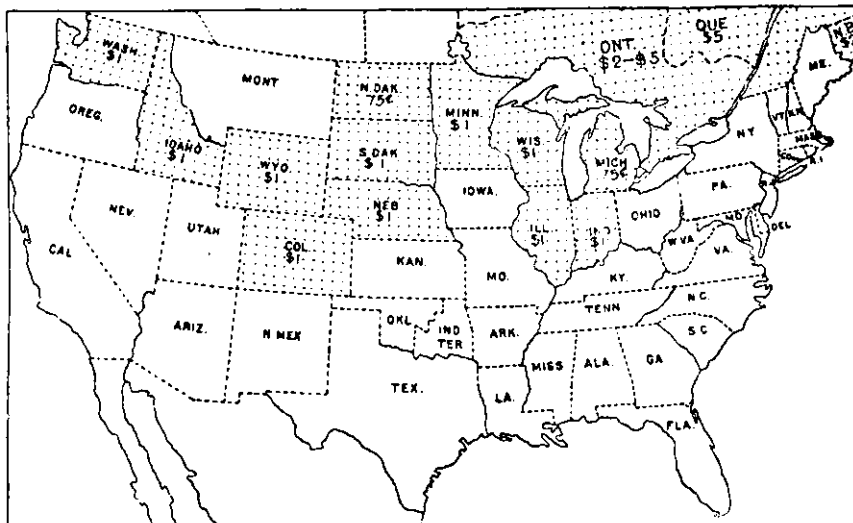 WASH.
$1
MONT
N.DAK.
75¢
MINN.
$1
ONT.
$2–$5
QUE
$5
ME.
OREG.
IDAHO
$1
WYO.
$1
S.DAK
$1
WIS.
$1
MICH
75¢
N.Y.
VT.
MASS.
R.I
NEV.
UTAH
COL
$1
NEB
$1
IOWA.
ILL
$1
IND
$1
OHIO
PA.
MD.
DEL
CAL
KAN.
MO.
KY.
W.VA
VA.
ARIZ.
N MEX
OKL
IND
TER
ARK.
TENN
N.C.
S.C
TEX.
LA.
MISS
ALA.
GA
FLA.